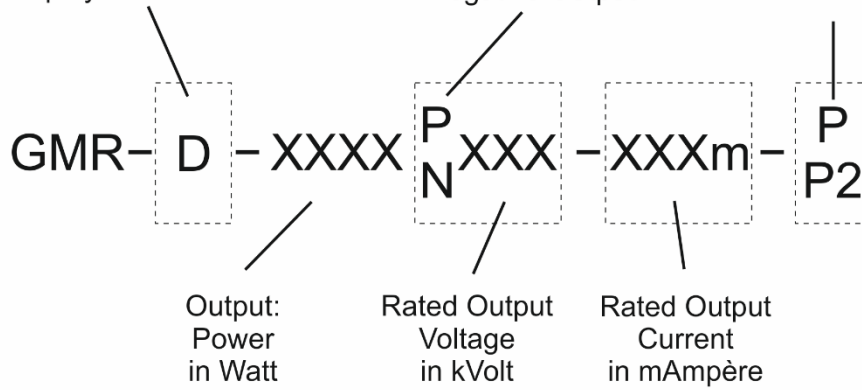 GMR-D-XXXX P XXX-XXXm-P
N P2
Output:
Power
in Watt
Rated Output
Voltage
in kVolt
Rated Output
Current
in mAmpère